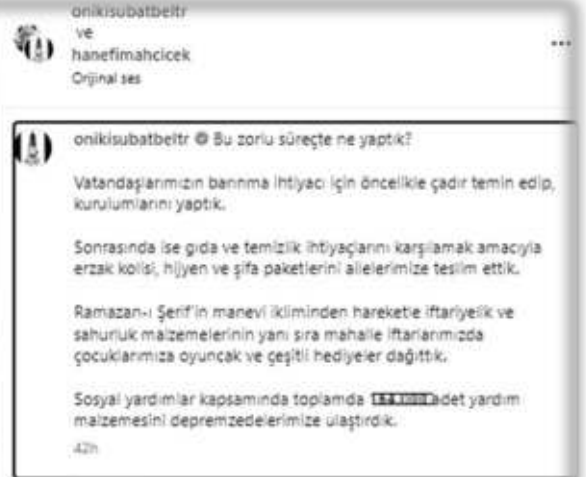 onikisubatbeltr
ve
hanefimahcicek
Orijinal ses
onikisubatbeltr Bu zorlu süreçte ne yaptık?
Vatandaşlarımızın barınma ihtiyacı için öncelikle çadır temin edip,
kurulumlarını yaptık.
Sonrasında ise gıda ve temizlik ihtiyaçlarını karşılamak amacıyla
erzak kolisi, hijyen ve şifa paketlerini ailelerimize teslim ettik.
Ramazan-ı Şerif'in manevi ikliminden hareketle iftariyelik ve
sahurluk malzemelerinin yanı sıra mahalle iftarlarımızda
çocuklarımıza oyuncak ve çeşitli hediyeler dağıttık.
Sosyal yardımlar kapsamında toplamda adet yardım
malzemesini depremzedelerimize ulaştırdık.
42h